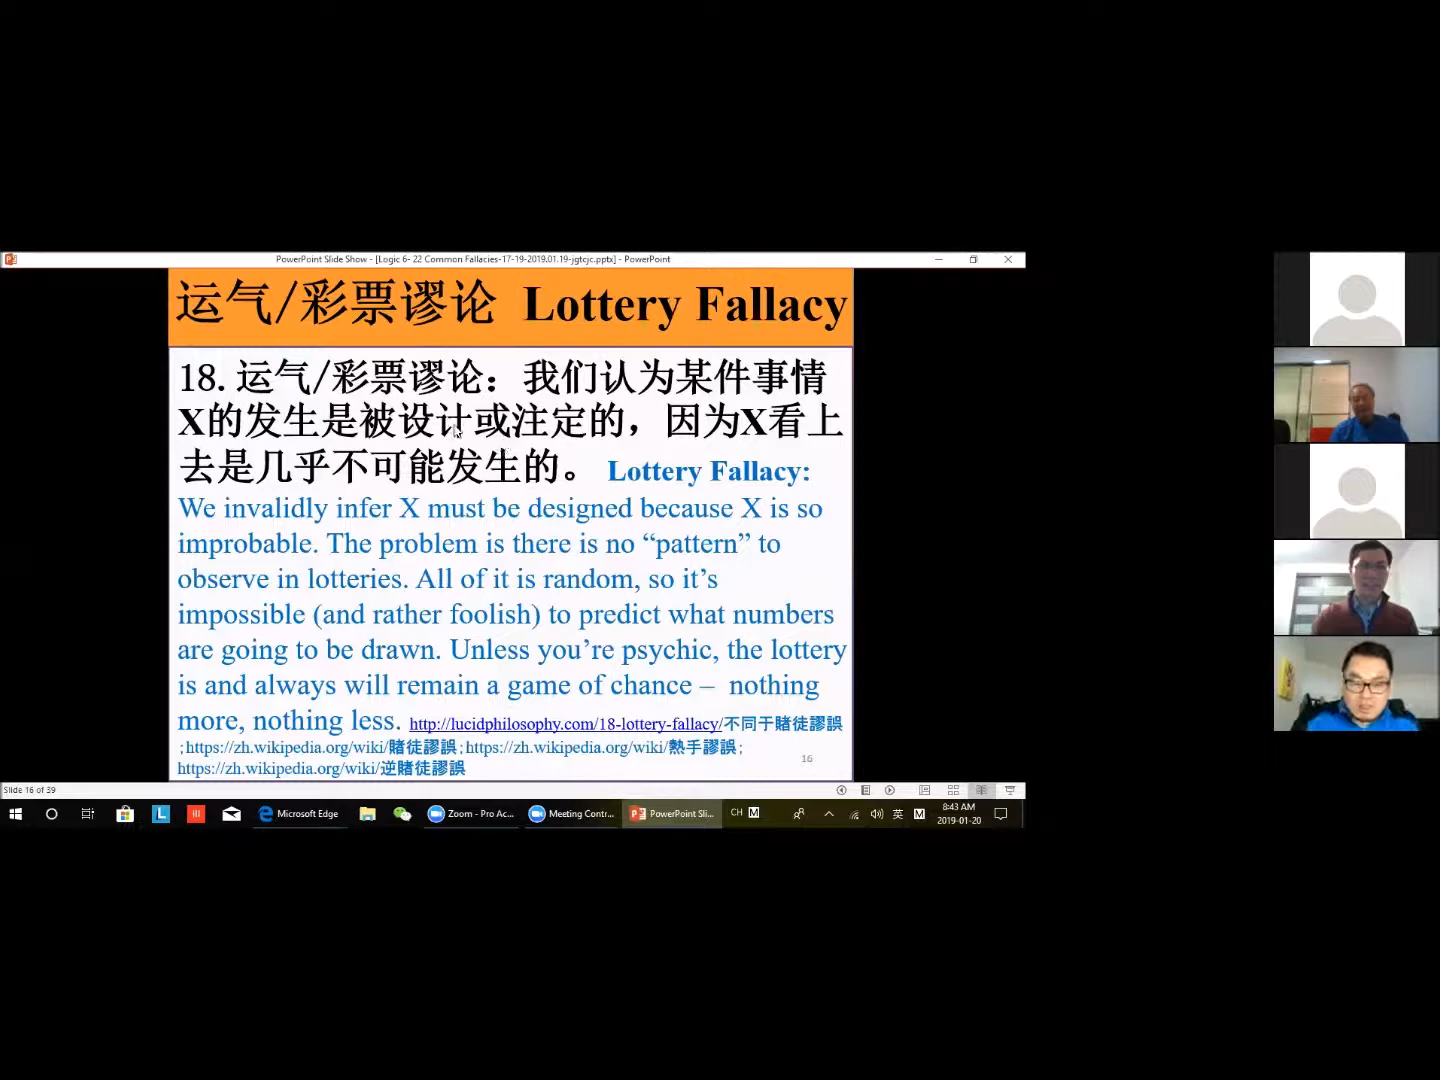 PowerPoint Slide Show - [Logic 6- 22 Common Fallacies-17-19-2019.01.19-jgtcjc.pptx] - PowerPoint
运气/彩票谬论 Lottery Fallacy
18. 运气/彩票谬论：我们认为某件事情
X的发生是被设计或注定的，因为X看上
去是几乎不可能发生的。 Lottery Fallacy:
We invalidly infer X must be designed because X is so
improbable. The problem is there is no “pattern” to
observe in lotteries. All of it is random, so it’s
impossible (and rather foolish) to predict what numbers
are going to be drawn. Unless you’re psychic, the lottery
is and always will remain a game of chance – nothing
more, nothing less. http://lucidphilosophy.com/18-lottery-fallacy/不同于賭徒謬誤
;https://zh.wikipedia.org/wiki/賭徒謬誤;https://zh.wikipedia.org/wiki/熱手謬誤;
https://zh.wikipedia.org/wiki/逆賭徒謬誤
16
Slide 16 of 39
Microsoft Edge
Zoom - Pro Ac...
Meeting Contr...
PowerPoint Sli...
CH M
英 M
8:43 AM
2019-01-20